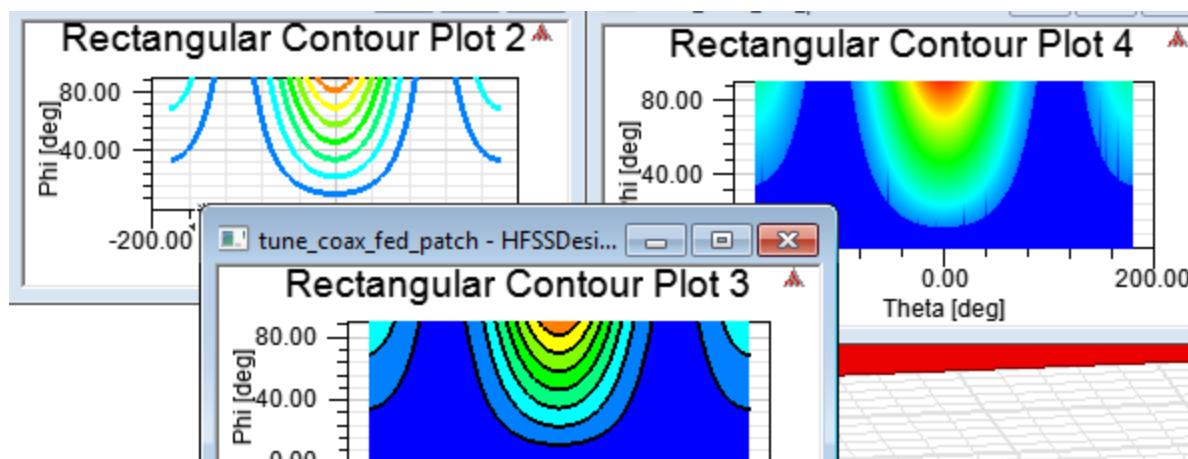 Rectangular Contour Plot 2
80.00
40.00
Phi [deg]
-200.00
Rectangular Contour Plot 4
80.00
40.00
Phi [deg]
0.00
200.00
Theta [deg]
tune_coax_fed_patch - HFSSDesi...
Rectangular Contour Plot 3
80.00
40.00
0.00
Phi [deg]